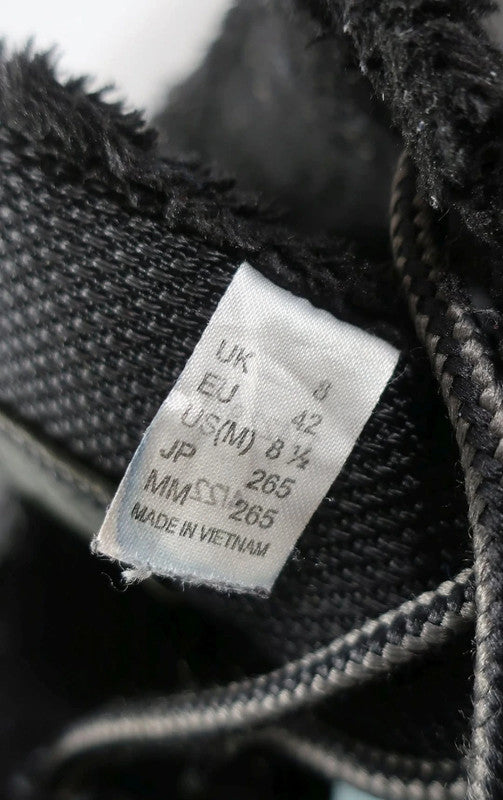 UK 8
EU 42
US(M) 8 ½
JP 265
MM 265
MADE IN VIETNAM